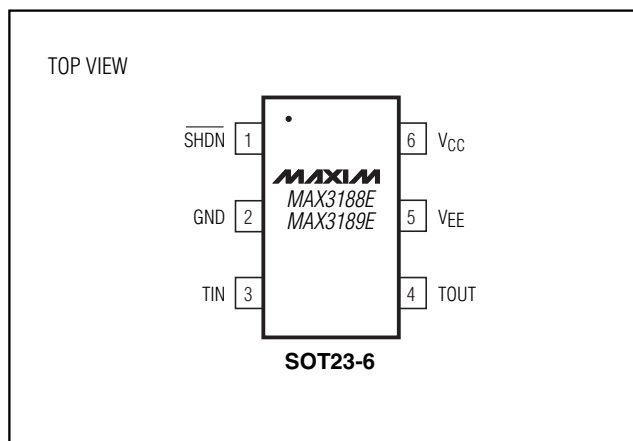 TOP VIEW
SHDN 1
6 VCC
MAXIM
MAX3188E
MAX3189E
GND 2
5 VEE
TIN 3
4 TOUT
SOT23-6